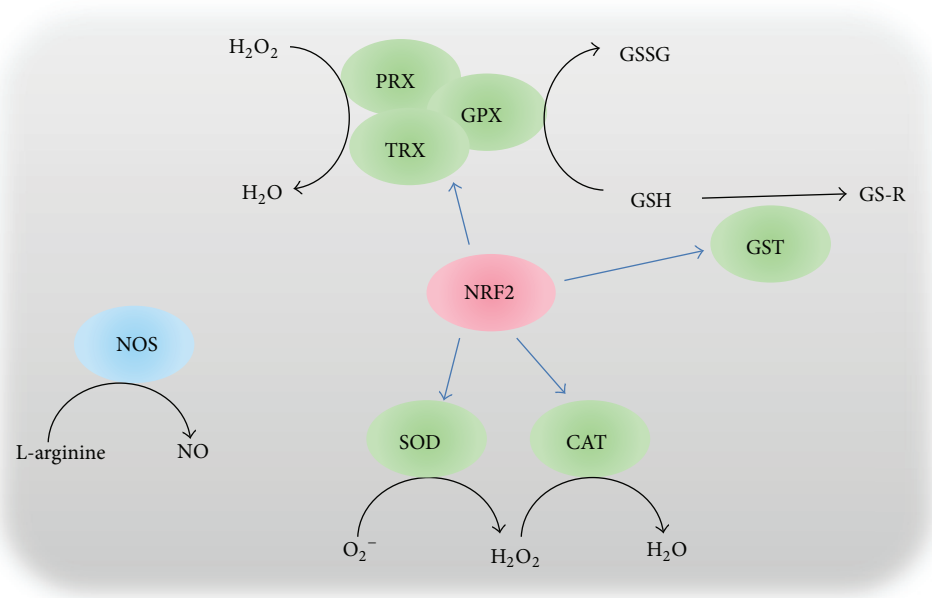 H₂O₂
GSSG
PRX
GPX
TRX
H₂O
GSH
GS-R
GST
NRF2
NOS
L-arginine
NO
SOD
CAT
O₂⁻
H₂O₂
H₂O